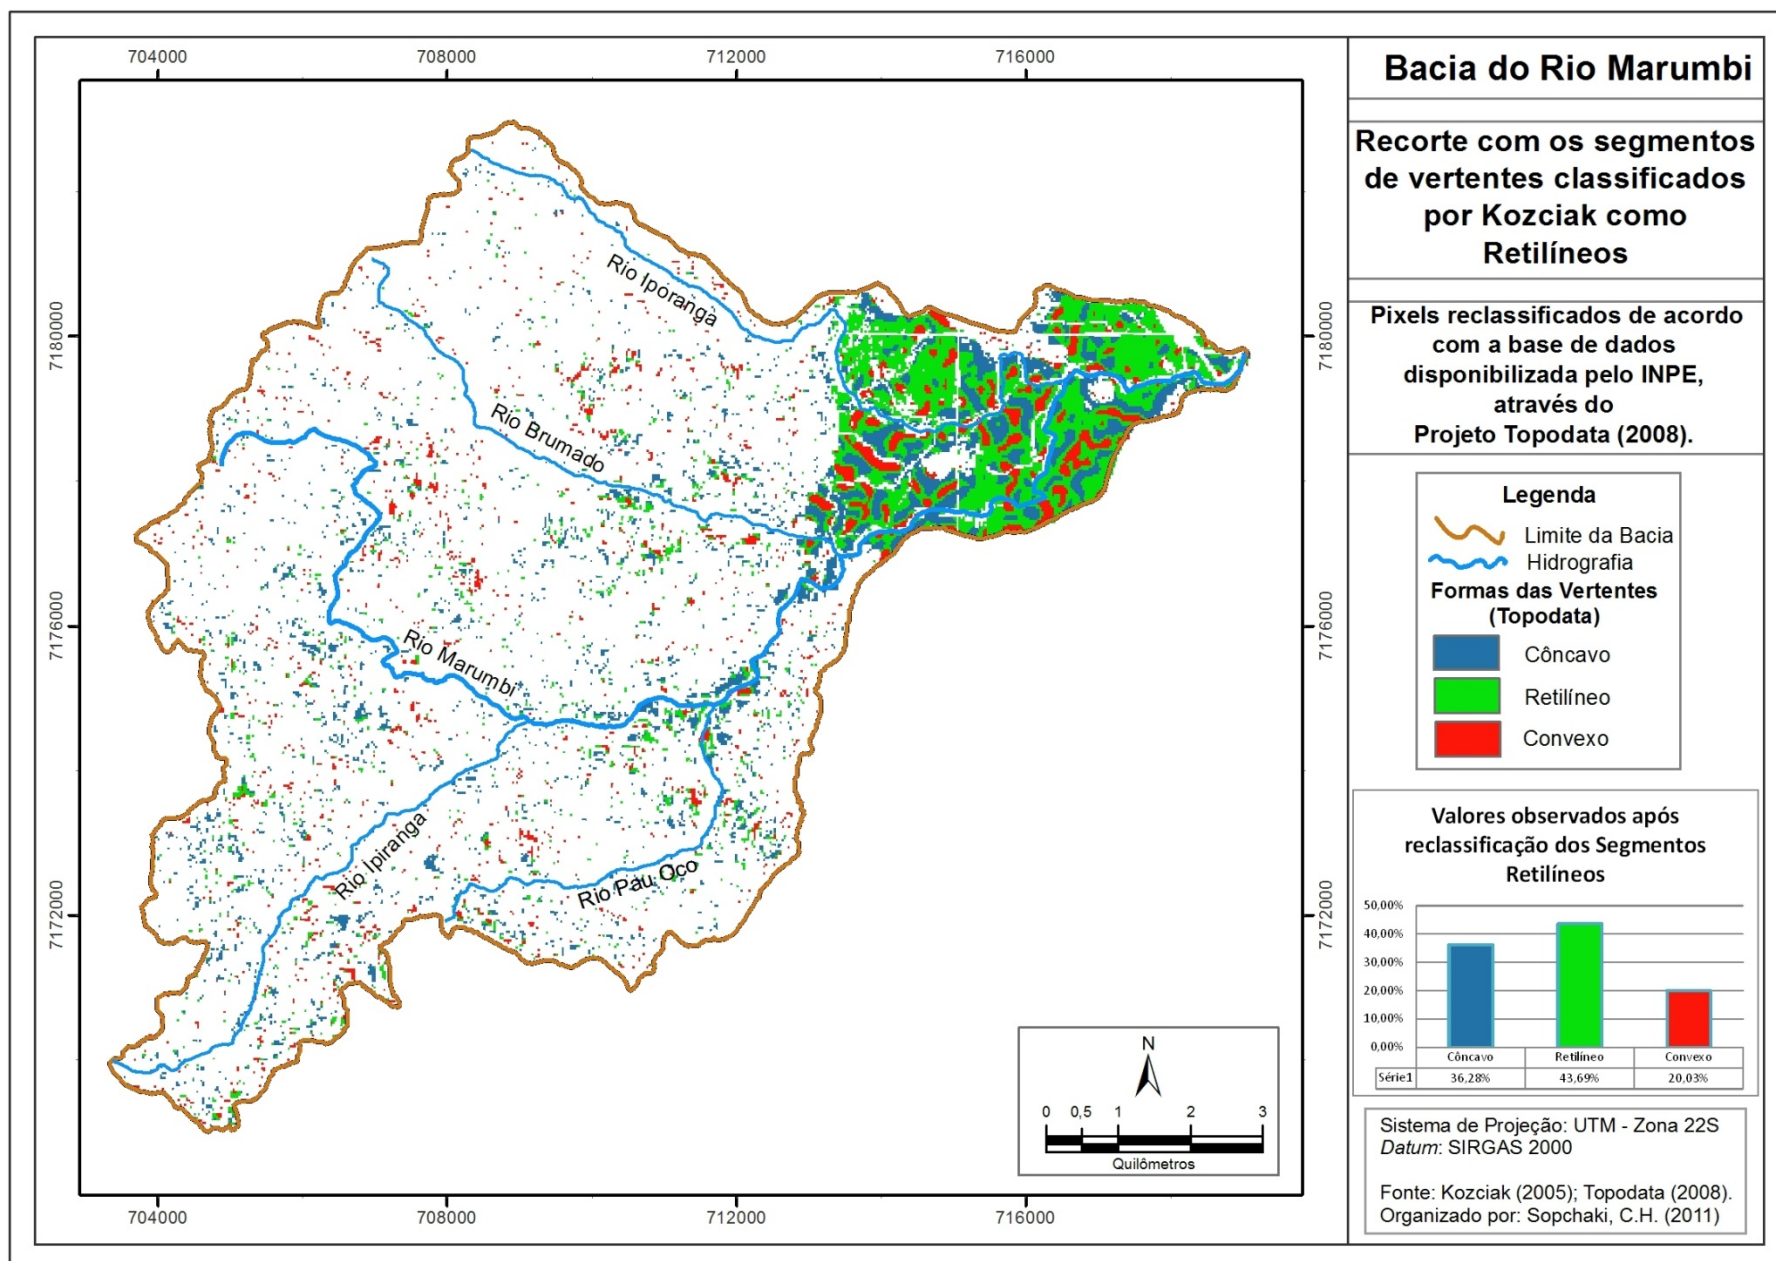 704000
708000
712000
716000
7180000
7176000
7172000
Rio Iporanga
Rio Brumado
Rio Marumbi
Rio Ipiranga
Rio Pau Oco
7180000
7176000
7172000
N
0 0,5 1 2 3
Quilômetros
704000
708000
712000
716000
Bacia do Rio Marumbi
Recorte com os segmentos
de vertentes classificados
por Kozciak como
Retilíneos
Pixels reclassificados de acordo
com a base de dados
disponibilizada pelo INPE,
através do
Projeto Topodata (2008).
Legenda
Limite da Bacia
Hidrografia
Formas das Vertentes
(Topodata)
Côncavo
Retilíneo
Convexo
Valores observados após
reclassificação dos Segmentos
Retilíneos
50,00%
40,00%
30,00%
20,00%
10,00%
0,00%
Côncavo Retilíneo Convexo
Série1 36,28% 43,69% 20,03%
Sistema de Projeção: UTM - Zona 22S
Datum: SIRGAS 2000
Fonte: Kozciak (2005); Topodata (2008).
Organizado por: Sopchaki, C.H. (2011)